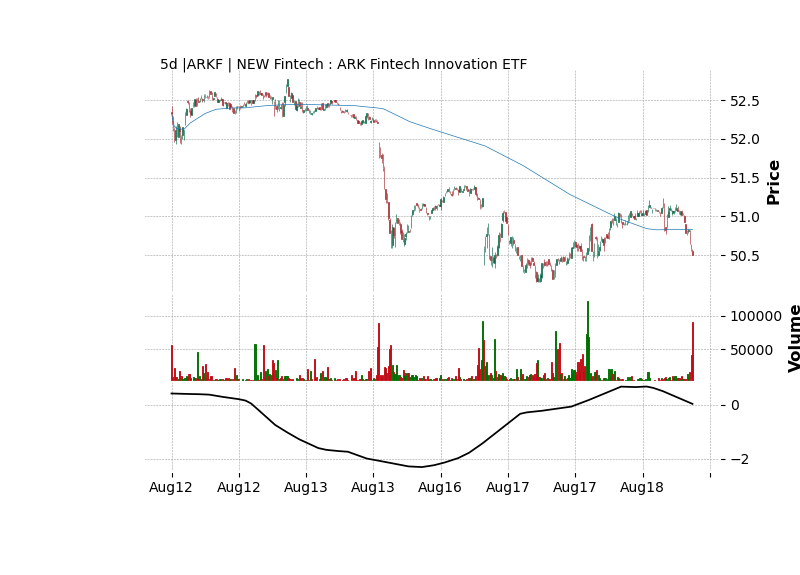 5d |ARKF | NEW Fintech : ARK Fintech Innovation ETF
52.5
52.0
51.5
51.0
50.5
Price
100000
50000
Volume
0
−2
Aug12 Aug12 Aug13 Aug13 Aug16 Aug17 Aug17 Aug18